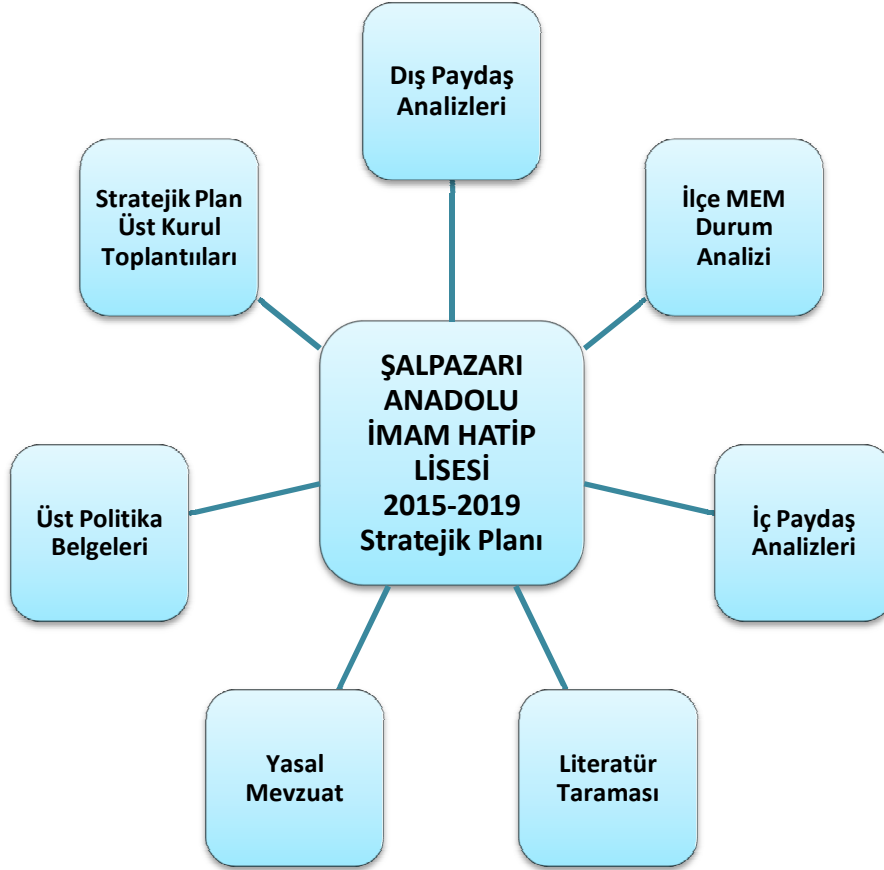 Dış Paydaş
Analizleri
Stratejik Plan
Üst Kurul
Toplantııları
İlçe MEM
Durum
Analizi
ŞALPAZARI
ANADOLU
İMAM HATİP
LİSESİ
2015-2019
Stratejik Planı
Üst Politika
Belgeleri
İç Paydaş
Analizleri
Yasal
Mevzuat
Literatür
Taraması